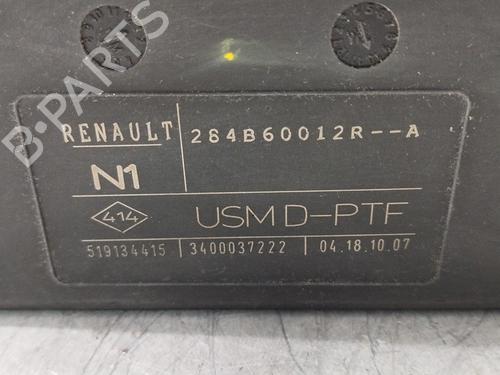 RENAULT 284B60012R--A
N1
414 USM D-PTF
519134415 3400037222 04.18.10.07
B-PARTS